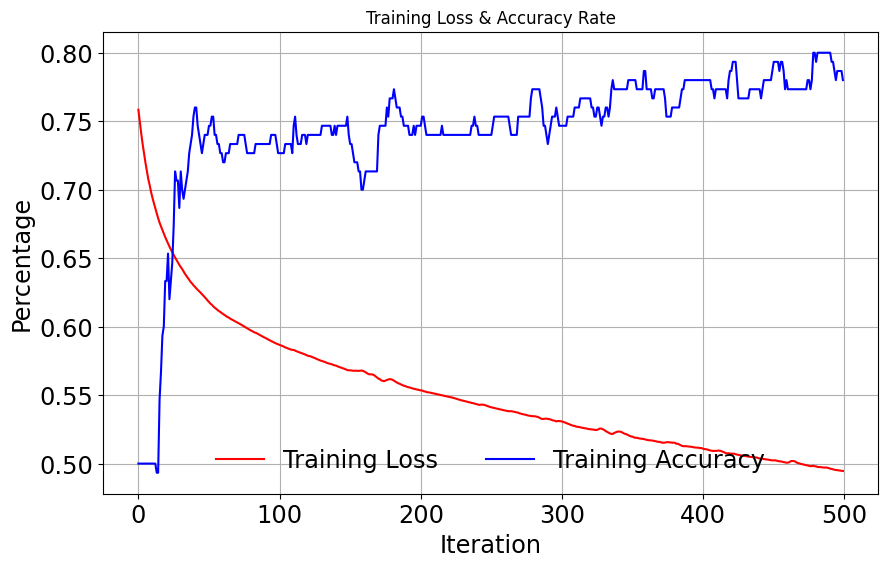 Training Loss & Accuracy Rate
0.80
0.75
0.70
0.65
0.60
0.55
0.50
Percentage
Training Loss
Training Accuracy
0 100 200 300 400 500
Iteration